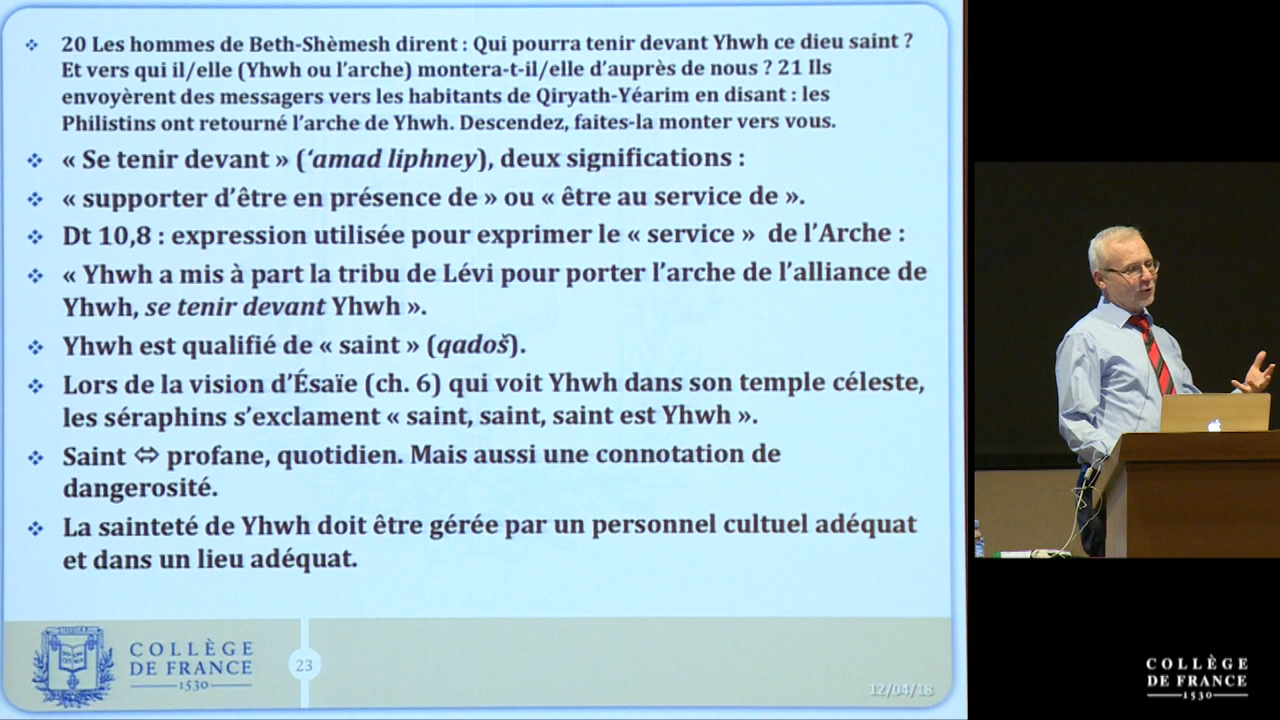 20 Les hommes de Beth-Shèmesh dirent : Qui pourra tenir devant Yhwh ce dieu saint ?
Et vers qui il/elle (Yhwh ou l’arche) montera-t-il/elle d’auprès de nous ? 21 Ils
envoyèrent des messagers vers les habitants de Qiryath-Yéarim en disant : les
Philistins ont retourné l’arche de Yhwh. Descendez, faites-la monter vers vous.
« Se tenir devant » (‘amad liphney), deux significations :
« supporter d’être en présence de » ou « être au service de ».
Dt 10,8 : expression utilisée pour exprimer le « service » de l’Arche :
« Yhwh a mis à part la tribu de Lévi pour porter l’arche de l’alliance de
Yhwh, se tenir devant Yhwh ».
Yhwh est qualifié de « saint » (qadoš).
Lors de la vision d’Ésaïe (ch. 6) qui voit Yhwh dans son temple céleste,
les séraphins s’exclament « saint, saint, saint est Yhwh ».
Saint ⇔ profane, quotidien. Mais aussi une connotation de
dangerosité.
La sainteté de Yhwh doit être gérée par un personnel cultuel adéquat
et dans un lieu adéquat.
COLLÈGE
DE FRANCE
1530
23
12/04/18
COLLÈGE
DE FRANCE
1530